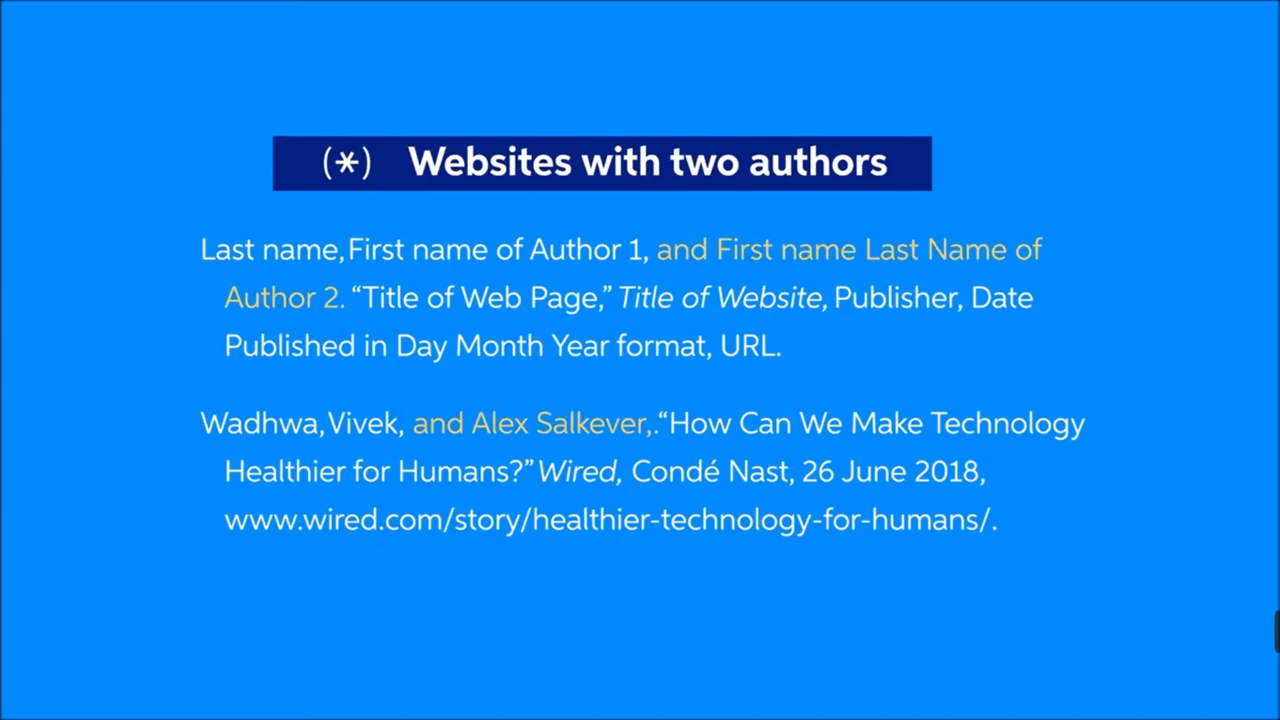 (*) Websites with two authors
Last name, First name of Author 1, and First name Last Name of
Author 2. “Title of Web Page,” Title of Website, Publisher, Date
Published in Day Month Year format, URL.
Wadhwa, Vivek, and Alex Salkever,. “How Can We Make Technology
Healthier for Humans?” Wired, Condé Nast, 26 June 2018,
www.wired.com/story/healthier-technology-for-humans/.